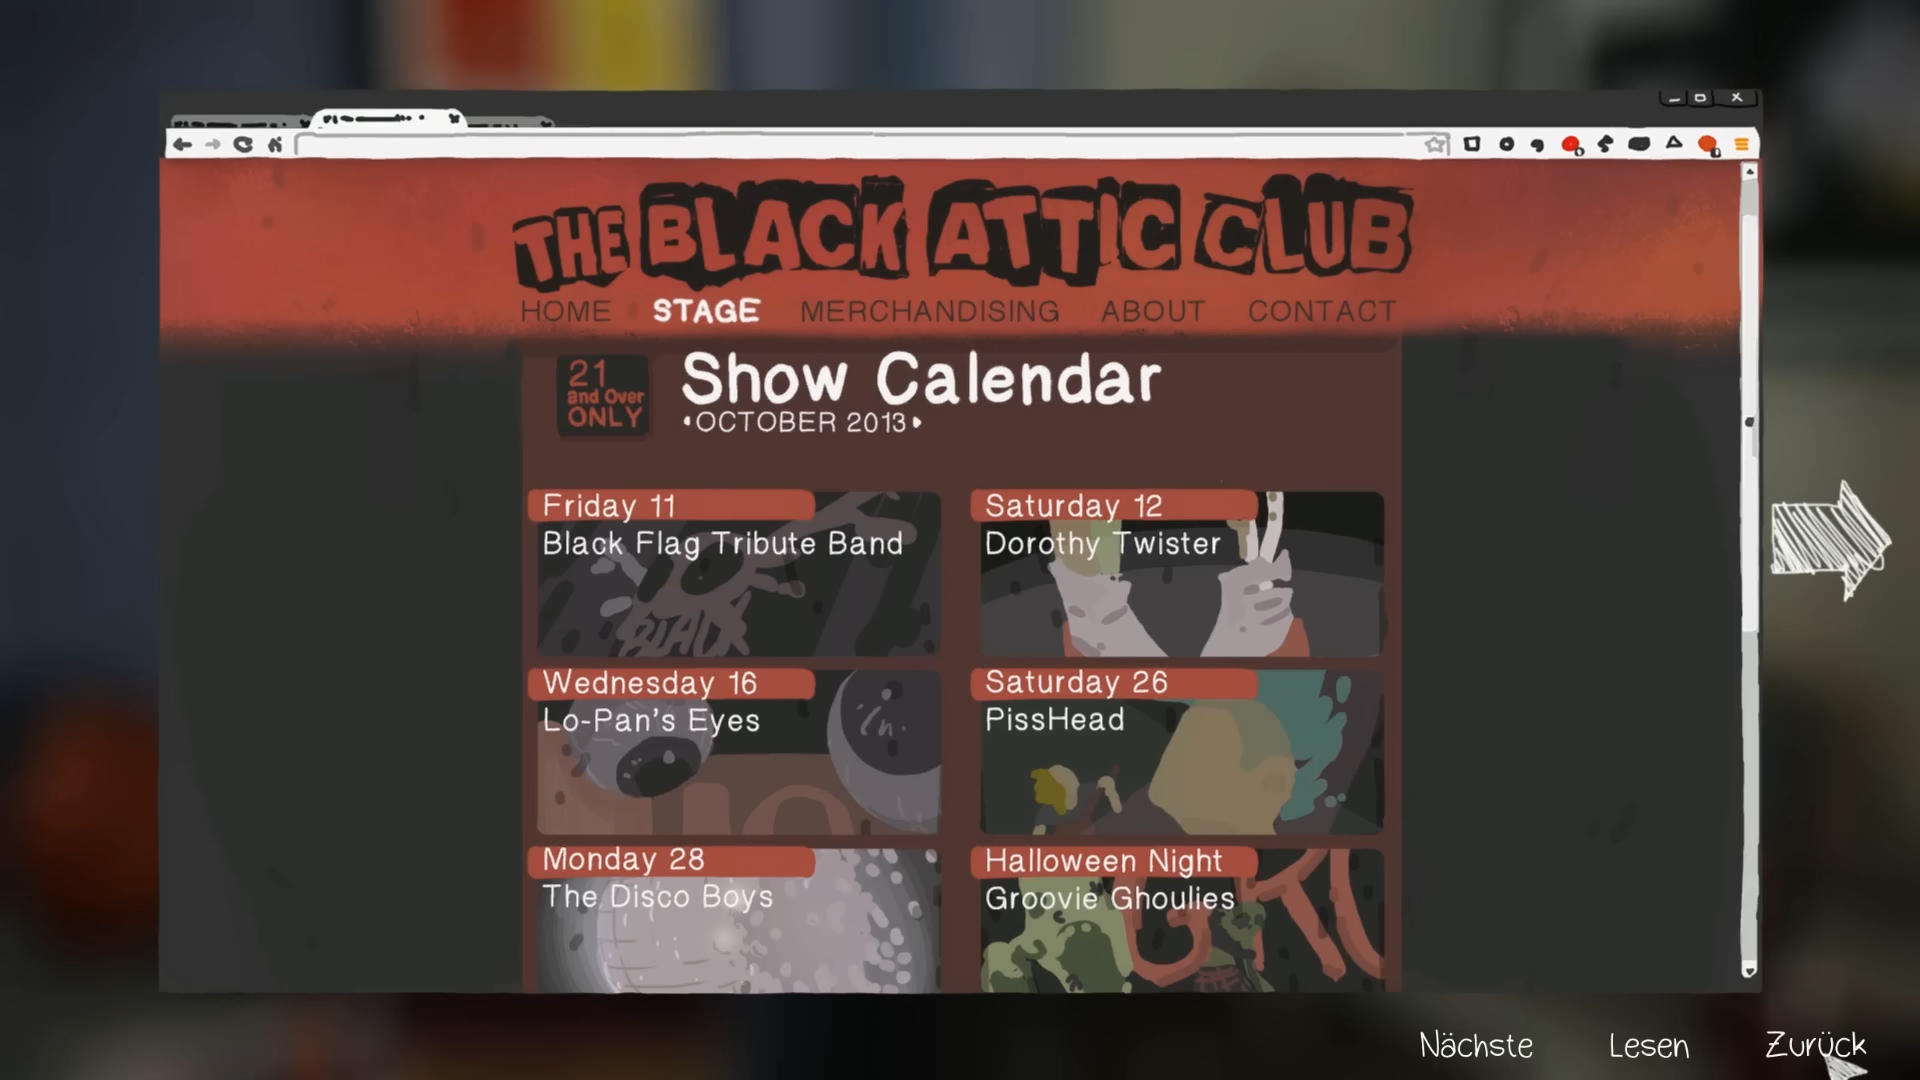 THE BLACK ATTIC CLUB
HOME STAGE MERCHANDISING ABOUT CONTACT
21
and Over
ONLY
Show Calendar
OCTOBER 2013
Friday 11
Black Flag Tribute Band
BLACK
Saturday 12
Dorothy Twister
Wednesday 16
Lo-Pan's Eyes
Saturday 26
PissHead
Monday 28
The Disco Boys
Halloween Night
Groovie Ghoulies
Nächste Lesen Zurück